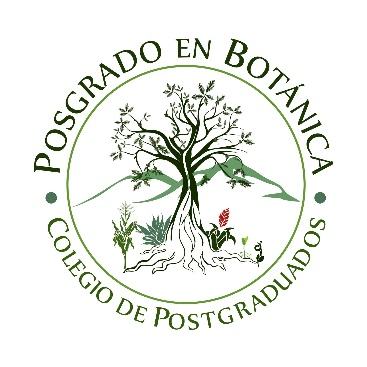 POSGRADO EN BOTÁNICA
COLEGIO DE POSTGRADUADOS